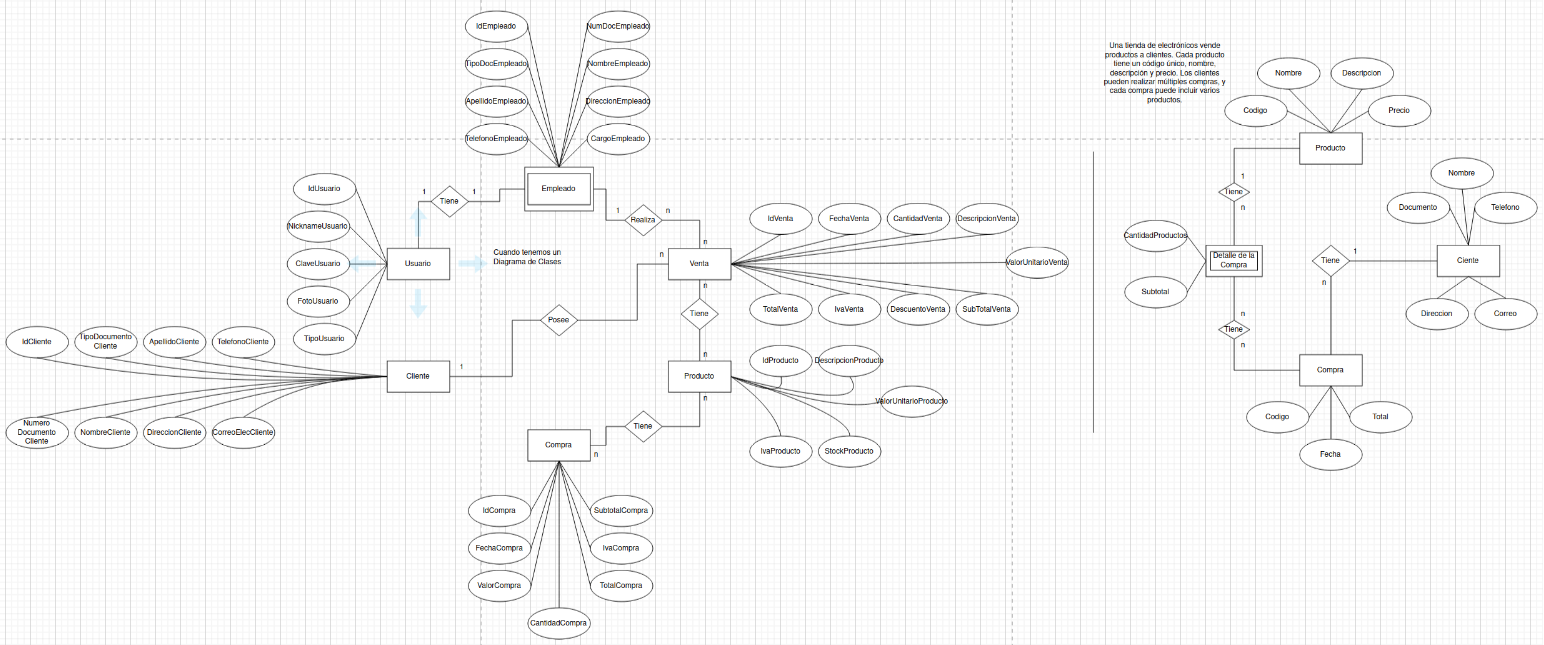 IdEmpleado
NumDocEmpleado
TipoDocEmpleado
NombreEmpleado
ApellidoEmpleado
DireccionEmpleado
TelefonoEmpleado
CargoEmpleado
Empleado
1
Tiene
1
1
Realiza
n
IdUsuario
NicknameUsuario
ClaveUsuario
FotoUsuario
TipoUsuario
Usuario
Cuando tenemos un
Diagrama de Clases
n
n
Venta
n
IdVenta
FechaVenta
CantidadVenta
DescripcionVenta
ValorUnitarioVenta
TotalVenta
IvaVenta
DescuentoVenta
SubTotalVenta
Posee
Tiene
n
IdCliente
TipoDocumento
Cliente
ApellidoCliente
TelefonoCliente
Cliente
1
Numero
Documento
Cliente
NombreCliente
DireccionCliente
CorreoElecCliente
Producto
n
IdProducto
DescripcionProducto
ValorUnitarioProducto
IvaProducto
StockProducto
Tiene
Compra
n
IdCompra
SubtotalCompra
FechaCompra
IvaCompra
ValorCompra
TotalCompra
CantidadCompra
Una tienda de electrónicos vende
productos a clientes. Cada producto
tiene un código único, nombre,
descripción y precio. Los clientes
pueden realizar múltiples compras, y
cada compra puede incluir varios
productos.
Nombre
Descripcion
Codigo
Precio
Producto
1
Tiene
n
CantidadProductos
Subtotal
Detalle de la
Compra
n
Tiene
n
Nombre
Documento
Telefono
Tiene
1
n
Cliente
Direccion
Correo
Compra
Codigo
Total
Fecha